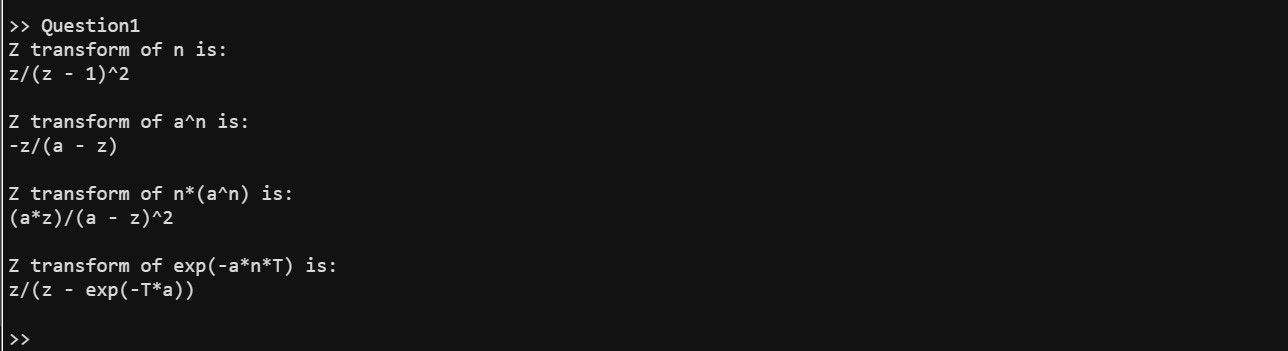 >> Question1
Z transform of n is:
z/(z - 1)^2
Z transform of a^n is:
-z/(a - z)
Z transform of n*(a^n) is:
(a*z)/(a - z)^2
Z transform of exp(-a*n*T) is:
z/(z - exp(-T*a))
>>